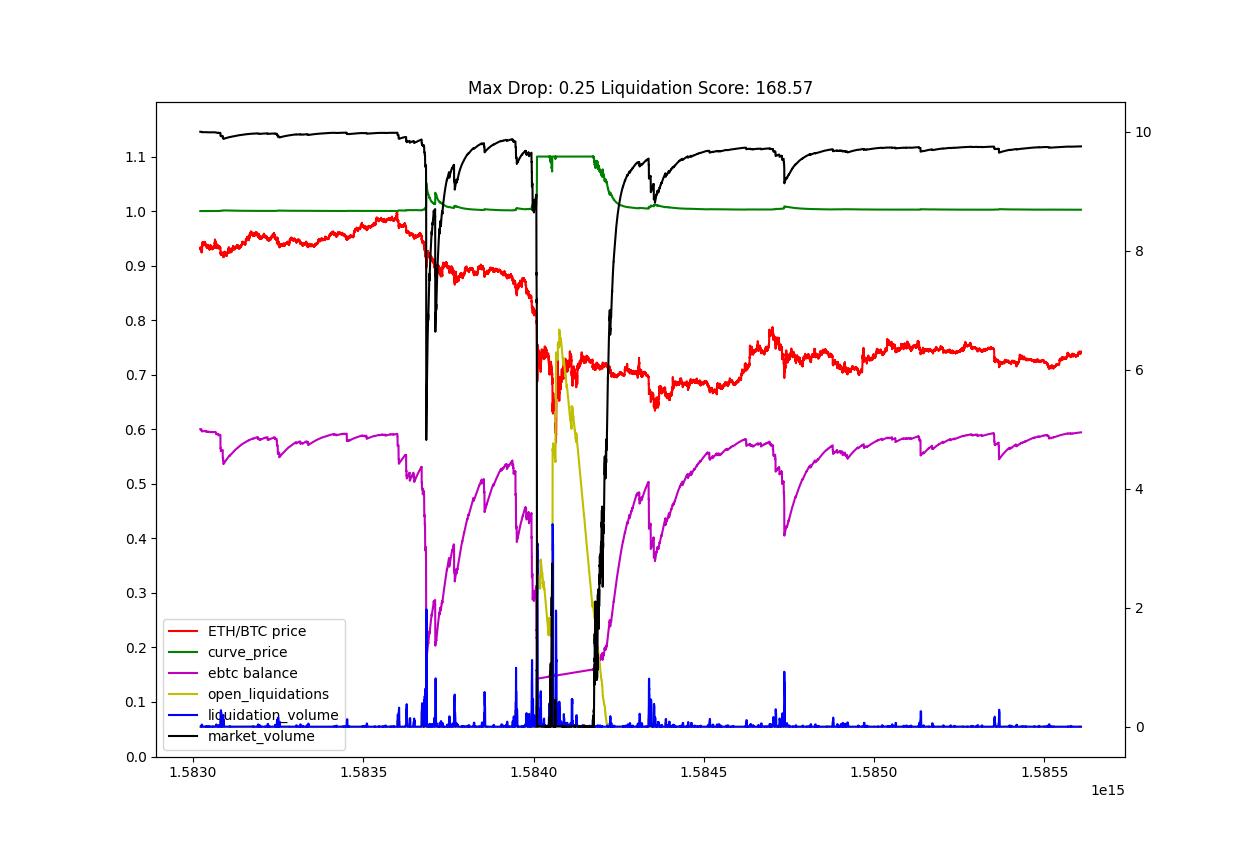 Max Drop: 0.25 Liquidation Score: 168.57
1.1
1.0
0.9
0.8
0.7
0.6
0.5
0.4
0.3
0.2
0.1
0.0
10
8
6
4
2
0
ETH/BTC price
curve_price
ebtc balance
open_liquidations
liquidation_volume
market_volume
1.5830 1.5835 1.5840 1.5845 1.5850 1.5855
1e15